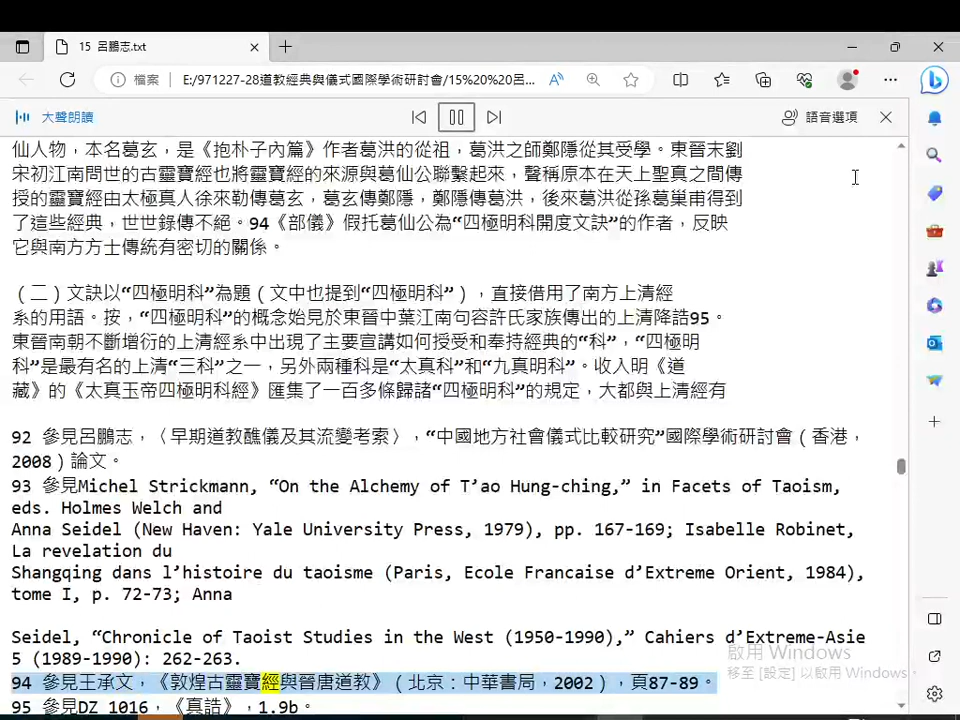 15 呂鵬志.txt
檔案
E:/971227-28道教經典與儀式國際學術研討會/15%20%20呂...
大聲朗讀
語音選項
仙人物，本名葛玄，是《抱朴子內篇》作者葛洪的從祖，葛洪之師鄭隱從其受學。東晉末劉
宋初江南問世的古靈寶經也將靈寶經的來源與葛仙公聯繫起來，聲稱原本在天上聖真之間傳
授的靈寶經由太極真人徐來勒傳葛玄，葛玄傳鄭隱，鄭隱傳葛洪，後來葛洪從孫葛巢甫得到
了這些經典，世世錄傳不絕。94《部儀》假托葛仙公為“四極明科開度文訣”的作者，反映
它與南方方士傳統有密切的關係。
（二）文訣以“四極明科”為題（文中也提到“四極明科”），直接借用了南方上清經
系的用語。按，“四極明科”的概念始見於東晉中葉江南句容許氏家族傳出的上清降誥95。
東晉南朝不斷增衍的上清經系中出現了主要宣講如何授受和奉持經典的“科”，“四極明
科”是最有名的上清“三科”之一，另外兩種科是“太真科”和“九真明科”。收入明《道
藏》的《太真玉帝四極明科經》匯集了一百多條歸諸“四極明科”的規定，大都與上清經有
92 參見呂鵬志，〈早期道教醮儀及其流變考索〉，“中國地方社會儀式比較研究”國際學術研討會（香港，
2008）論文。
93 參見Michel Strickmann, “On the Alchemy of T’ao Hung-ching,” in Facets of Taoism,
eds. Holmes Welch and
Anna Seidel (New Haven: Yale University Press, 1979), pp. 167-169; Isabelle Robinet,
La revelation du
Shangqing dans l’histoire du taoisme (Paris, Ecole Francaise d’Extreme Orient, 1984),
tome I, p. 72-73; Anna
Seidel, “Chronicle of Taoist Studies in the West (1950-1990),” Cahiers d’Extreme-Asie
5 (1989-1990): 262-263.
94 參見王承文，《敦煌古靈寶經與晉唐道教》（北京：中華書局，2002），頁87-89。
95 參見DZ 1016，《真誥》，1.9b。
啟用 Windows
移至 [設定] 以啟用 Windows。